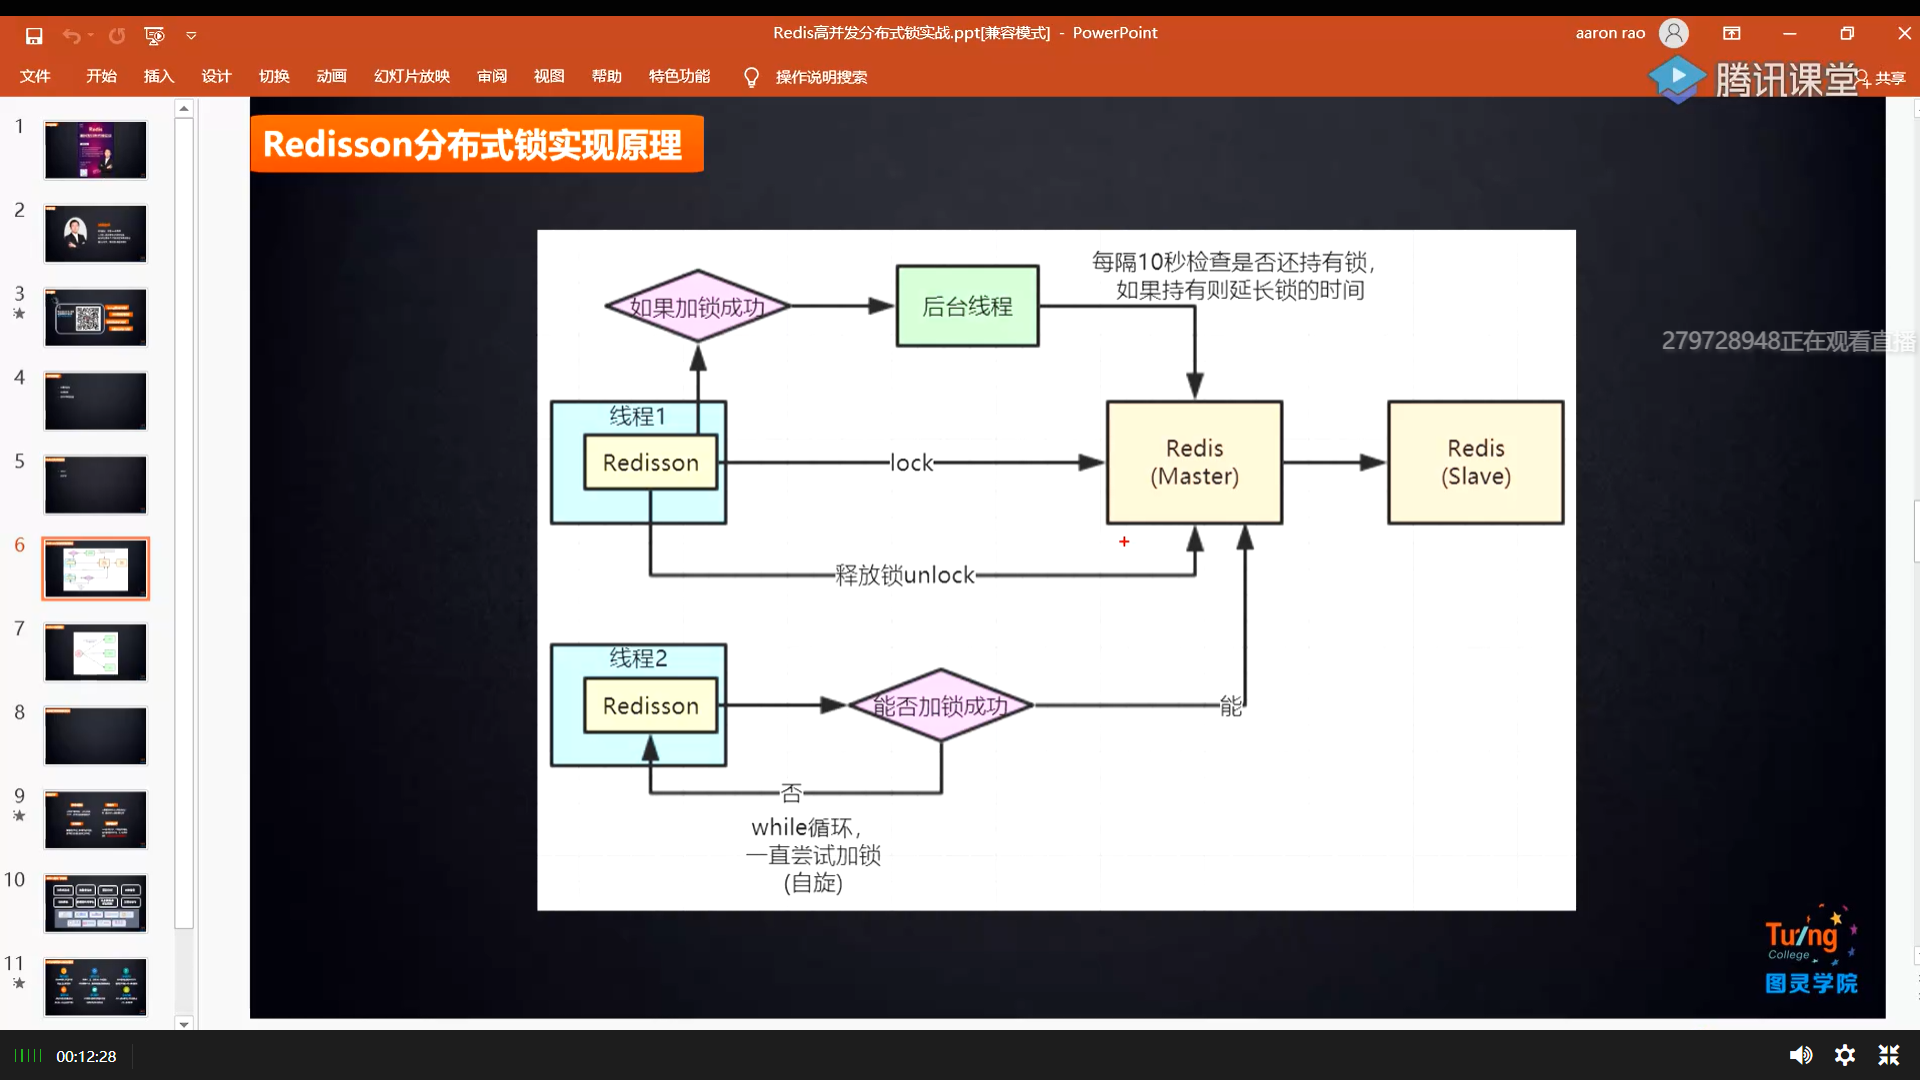 Redis高并发分布式锁实战.ppt[兼容模式] - PowerPoint
aaron rao
文件 开始 插入 设计 切换 动画 幻灯片放映 审阅 视图 帮助 特色功能 操作说明搜索
腾讯课堂
共享
Redisson分布式锁实现原理
每隔10秒检查是否还持有锁,
如果持有则延长锁的时间
如果加锁成功
后台线程
279728948正在观看直播
线程1
Redisson
lock
Redis
(Master)
Redis
(Slave)
释放锁unlock
线程2
Redisson
能否加锁成功
能
否
while循环,
一直尝试加锁
(自旋)
Turing
College
图灵学院
1
2
3
4
5
6
7
8
9
10
11
00:12:28